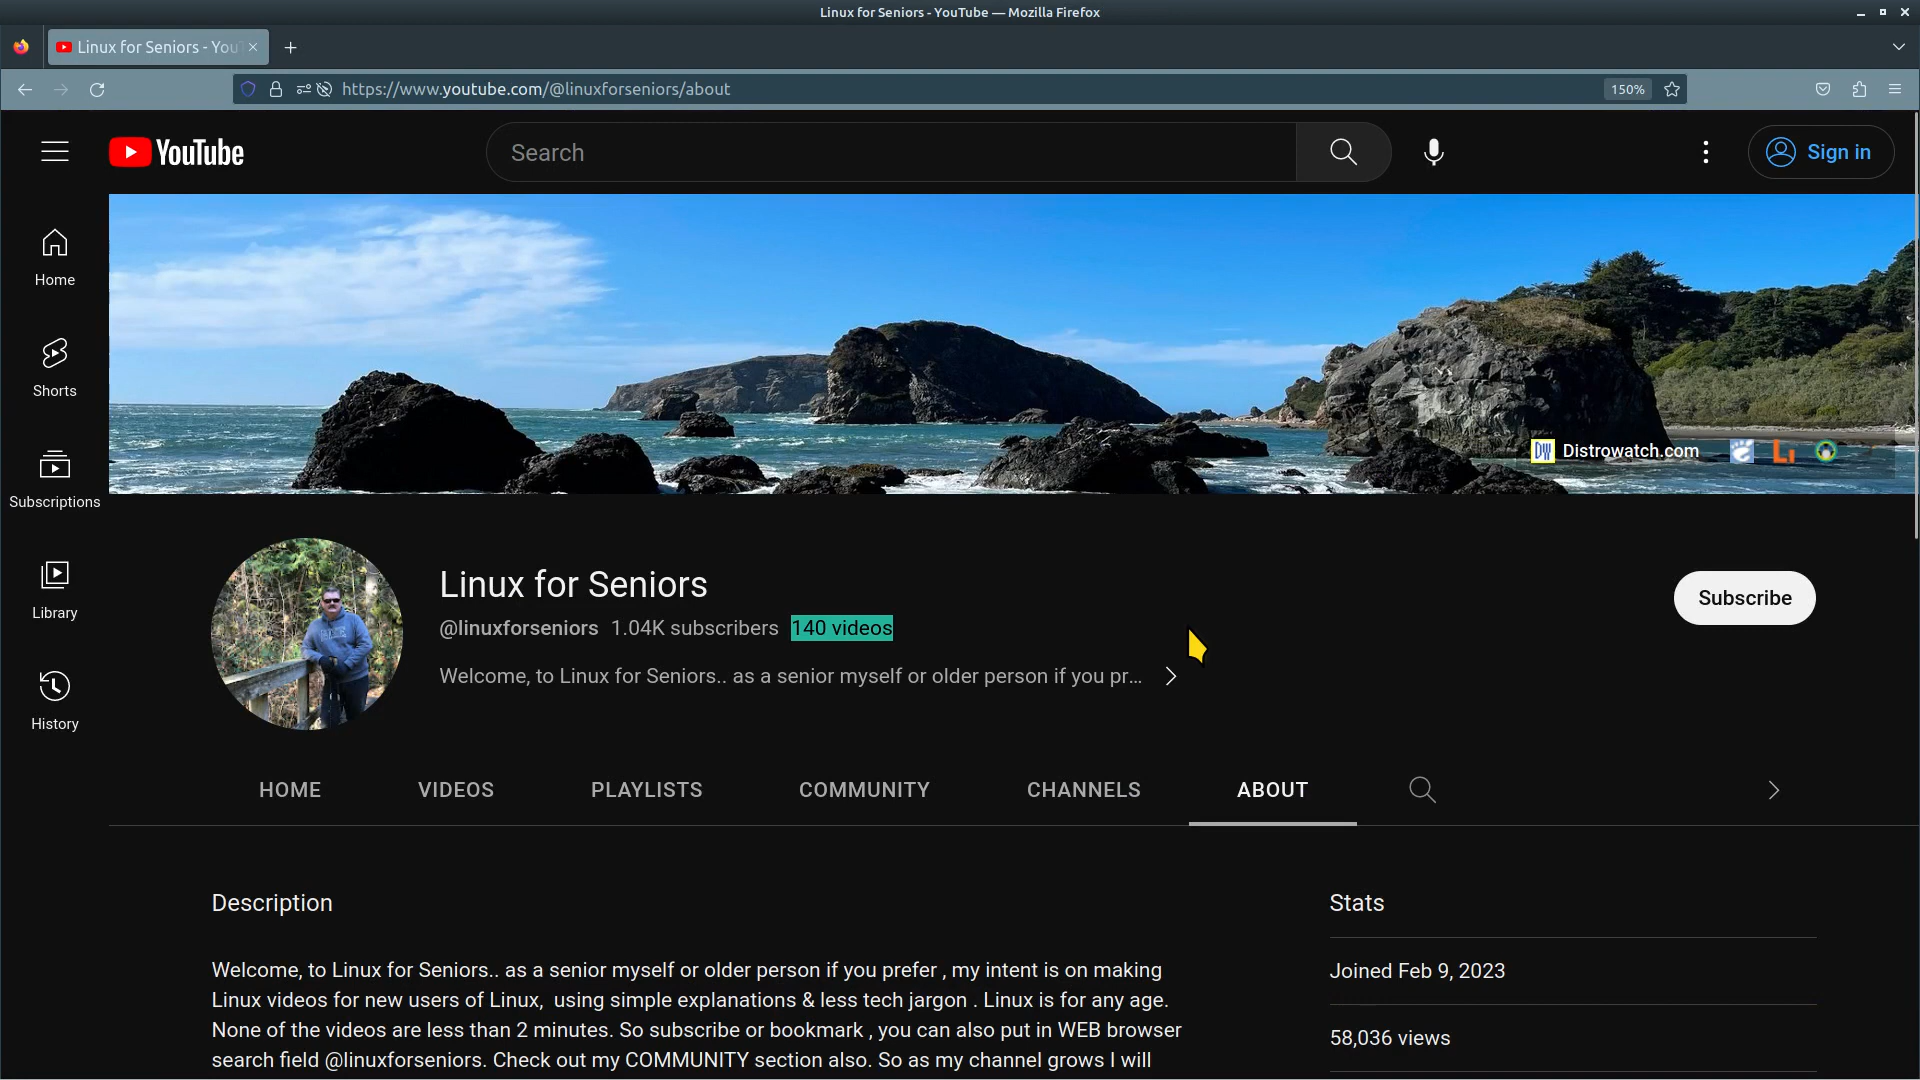 Linux for Seniors - YouTube — Mozilla Firefox
Linux for Seniors - You
https://www.youtube.com/@linuxforseniors/about
150%
YouTube
Search
Sign in
Home
Shorts
Subscriptions
Library
History
Distrowatch.com
Linux for Seniors
@linuxforseniors 1.04K subscribers 140 videos
Welcome, to Linux for Seniors.. as a senior myself or older person if you pr...
Subscribe
HOME VIDEOS PLAYLISTS COMMUNITY CHANNELS ABOUT
Description
Welcome, to Linux for Seniors.. as a senior myself or older person if you prefer , my intent is on making
Linux videos for new users of Linux,  using simple explanations & less tech jargon . Linux is for any age.
None of the videos are less than 2 minutes. So subscribe or bookmark , you can also put in WEB browser
search field @linuxforseniors. Check out my COMMUNITY section also. So as my channel grows I will
Stats
Joined Feb 9, 2023
58,036 views